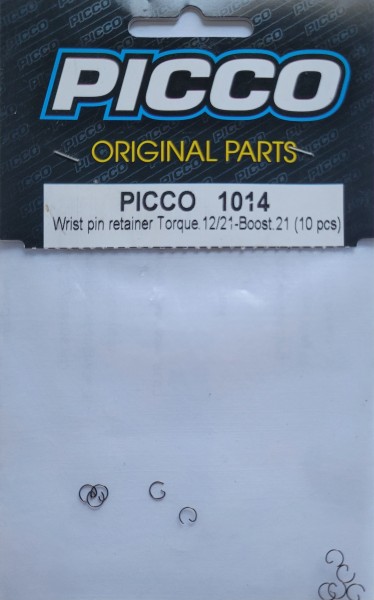 PICCO
ORIGINAL PARTS
PICCO 1014
Wrist pin retainer Torque.12/21-Boost.21 (10 pcs)